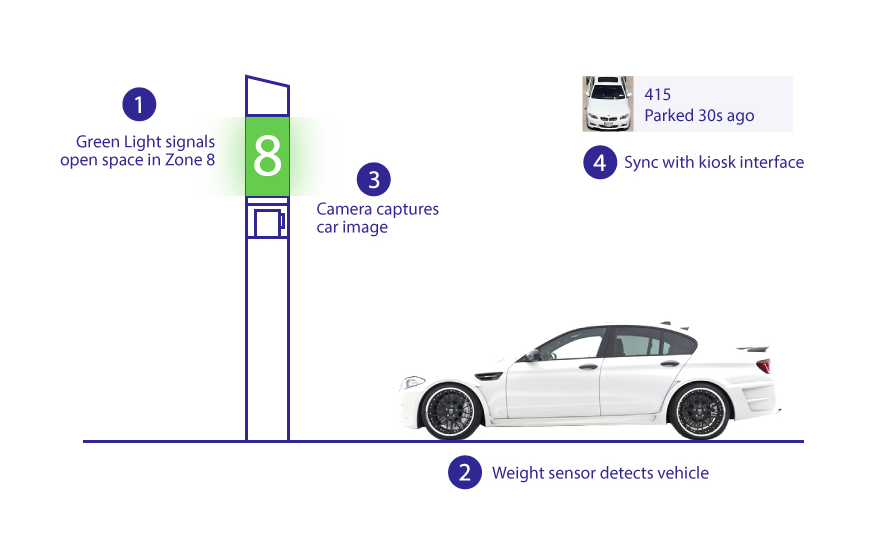 1
Green Light signals
open space in Zone 8
8
3
Camera captures
car image
415
Parked 30s ago
4 Sync with kiosk interface
2 Weight sensor detects vehicle